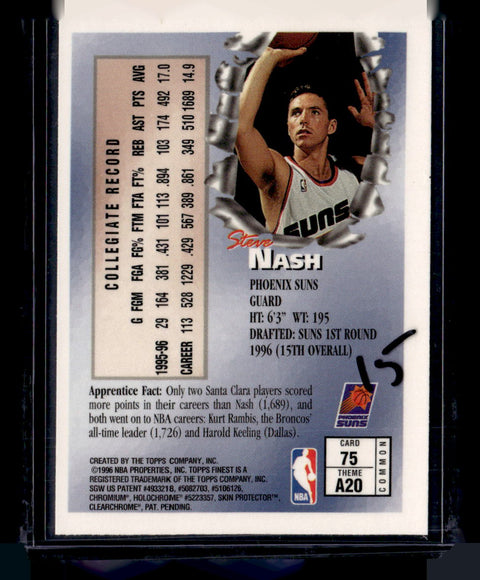 COLLEGIATE RECORD
G FGM FGA FG% FTM FTA FT% REB AST PTS AVG
1995-96 29 164 381 .431 101 113 .894 103 174 492 17.0
CAREER 113 528 1229 .429 567 389 .861 349 510 1689 14.9
SUNS
Steve
NASH
PHOENIX SUNS
GUARD
HT: 6'3" WT: 195
DRAFTED: SUNS 1ST ROUND
1996 (15TH OVERALL)
15
Apprentice Fact: Only two Santa Clara players scored
more points in their careers than Nash (1,689), and
both went on to NBA careers: Kurt Rambis, the Broncos'
all-time leader (1,726) and Harold Keeling (Dallas).
PHOENIX
SUNS
CREATED BY THE TOPPS COMPANY, INC.
©1996 NBA PROPERTIES, INC. TOPPS FINEST IS A
REGISTERED TRADEMARK OF THE TOPPS COMPANY, INC.
SGW US PATENT #4933218, #5082703, #5106126,
CHROMIUM®, HOLOCHROME® #5223357, SKIN PROTECTOR™,
CLEARCHROME®, PAT. PENDING.
NBA
CARD
75
THEME
A20
COMMON